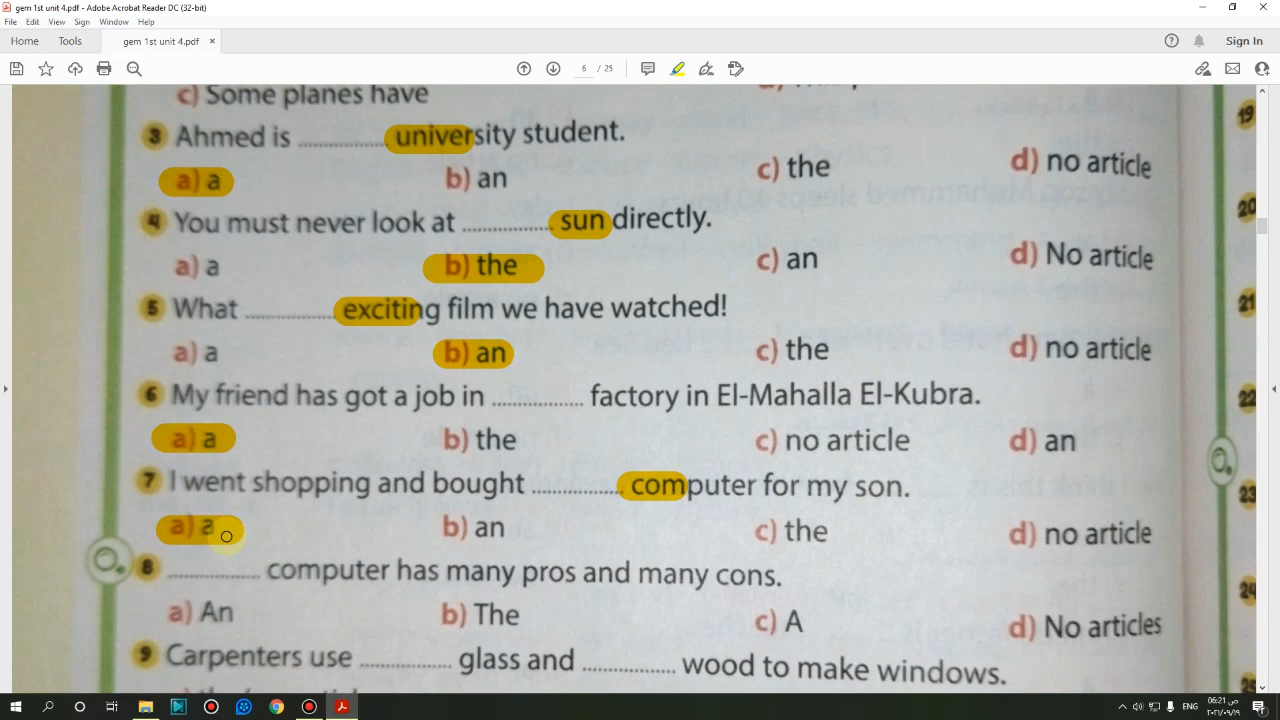 gem 1st unit 4.pdf - Adobe Acrobat Reader DC (32-bit)
File Edit View Sign Window Help
Home Tools gem 1st unit 4.pdf × Sign In
6 / 25
c) Some planes have
3 Ahmed is .............. university student.
a) a b) an c) the d) no article
4 You must never look at .............. sun directly.
a) a b) the c) an d) No article
5 What .............. exciting film we have watched!
a) a b) an c) the d) no article
6 My friend has got a job in .............. factory in El-Mahalla El-Kubra.
a) a b) the c) no article d) an
7 I went shopping and bought .............. computer for my son.
a) a b) an c) the d) no article
8 .............. computer has many pros and many cons.
a) An b) The c) A d) No articles
9 Carpenters use .............. glass and .............. wood to make windows.
19
20
21
22
23
24
ENG
06:21 ص
٢٠٢١/٠٩/٠٩